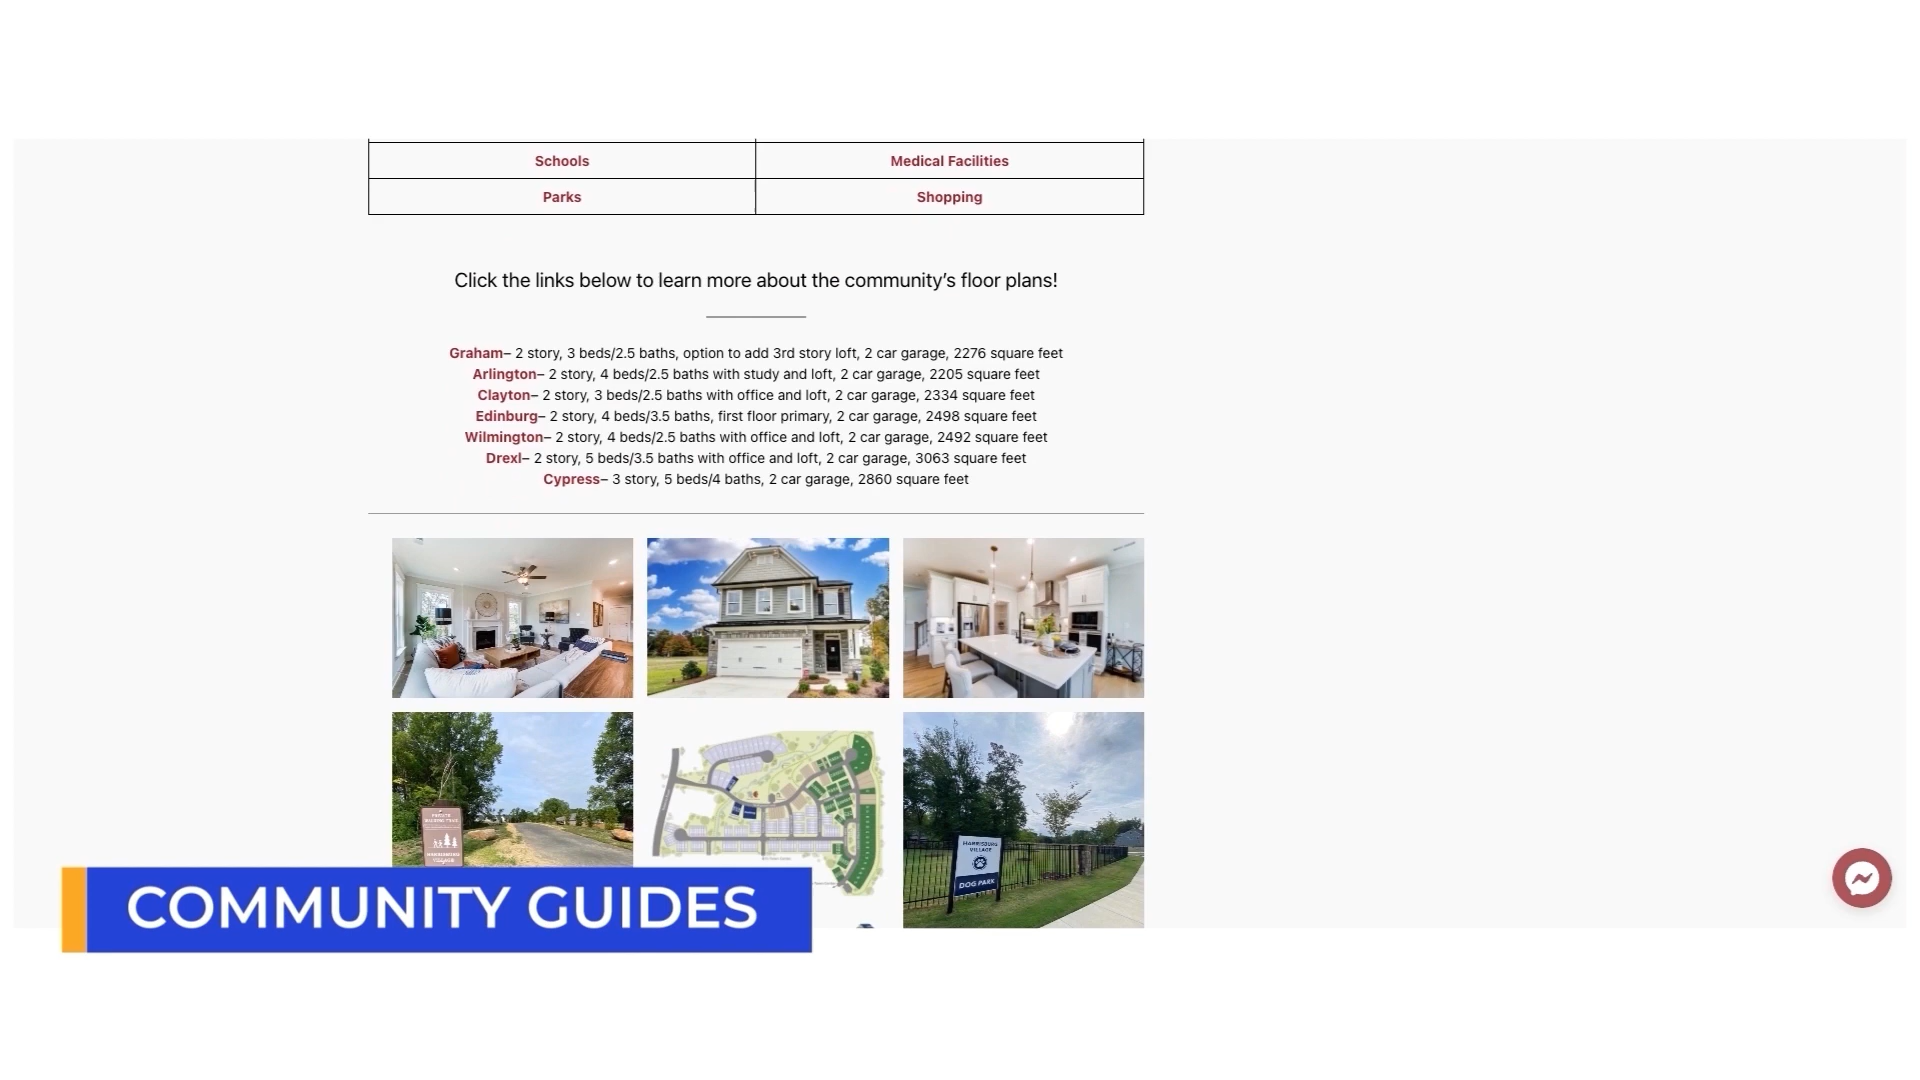 Schools
Medical Facilities
Parks
Shopping
Click the links below to learn more about the community’s floor plans!
Graham– 2 story, 3 beds/2.5 baths, option to add 3rd story loft, 2 car garage, 2276 square feet
Arlington– 2 story, 4 beds/2.5 baths with study and loft, 2 car garage, 2205 square feet
Clayton– 2 story, 3 beds/2.5 baths with office and loft, 2 car garage, 2334 square feet
Edinburg– 2 story, 4 beds/3.5 baths, first floor primary, 2 car garage, 2498 square feet
Wilmington– 2 story, 4 beds/2.5 baths with office and loft, 2 car garage, 2492 square feet
Drexl– 2 story, 5 beds/3.5 baths with office and loft, 2 car garage, 3063 square feet
Cypress– 3 story, 5 beds/4 baths, 2 car garage, 2860 square feet
HARRISBURG
VILLAGE
DOG PARK
COMMUNITY GUIDES